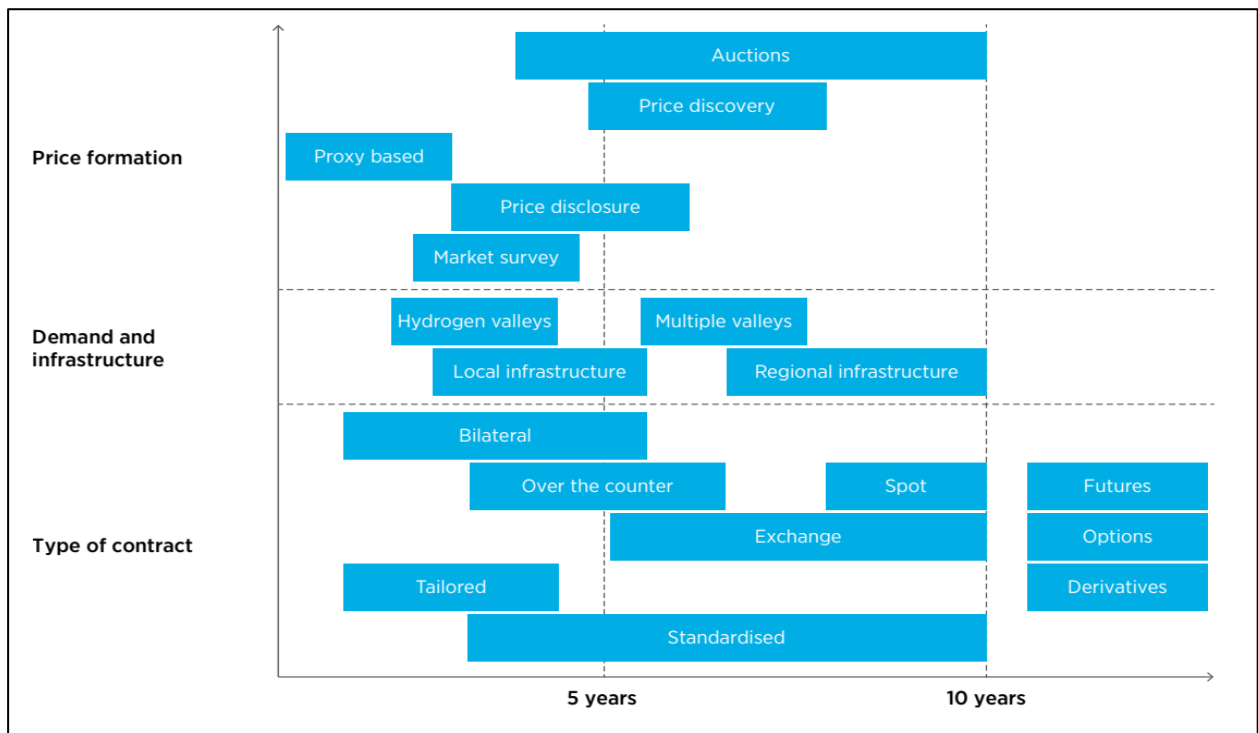 Auctions
Price discovery
Price formation
Proxy based
Price disclosure
Market survey
Demand and
infrastructure
Hydrogen valleys
Multiple valleys
Local infrastructure
Regional infrastructure
Type of contract
Bilateral
Over the counter
Spot
Futures
Exchange
Options
Tailored
Derivatives
Standardised
5 years
10 years